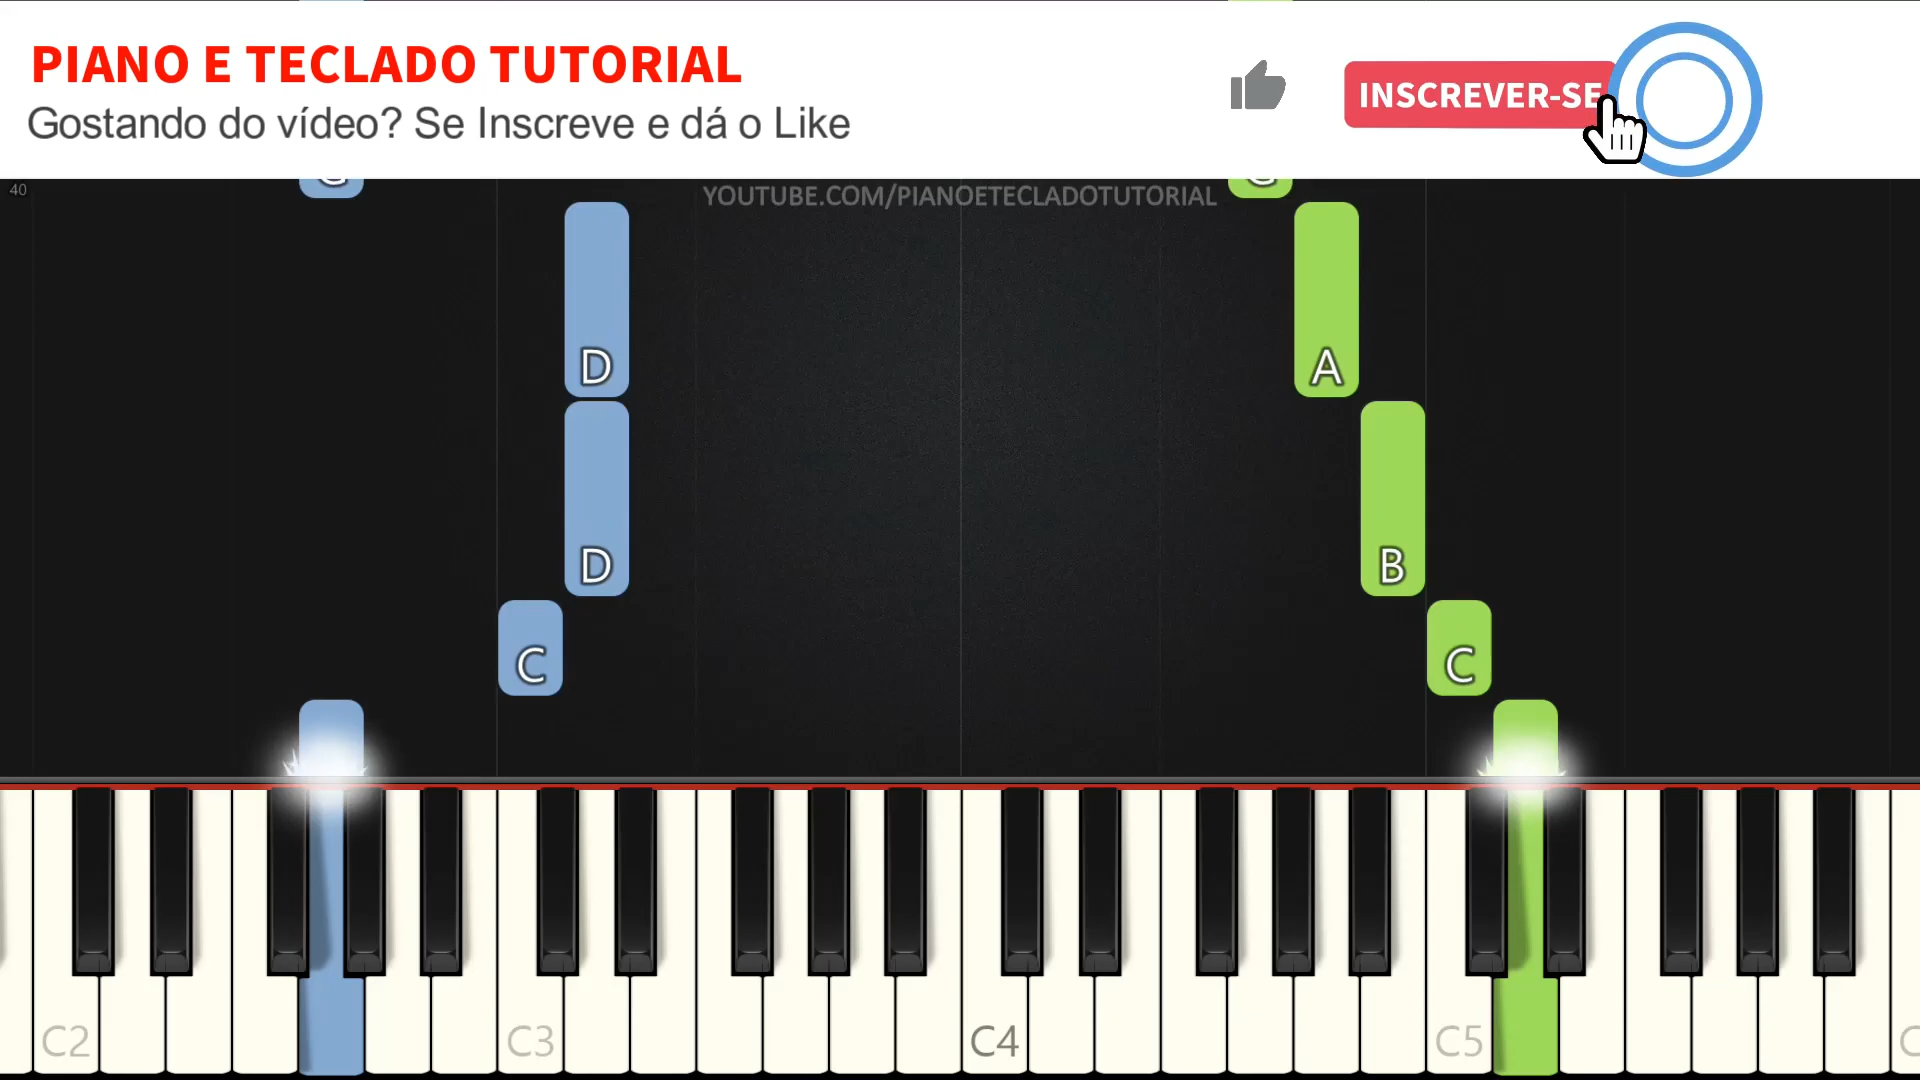 PIANO E TECLADO TUTORIAL
Gostando do vídeo? Se Inscreve e dá o Like
INSCREVER-SE
40
YOUTUBE.COM/PIANOETECLADOTUTORIAL
D
A
D
B
C
C
C2
C3
C4
C5